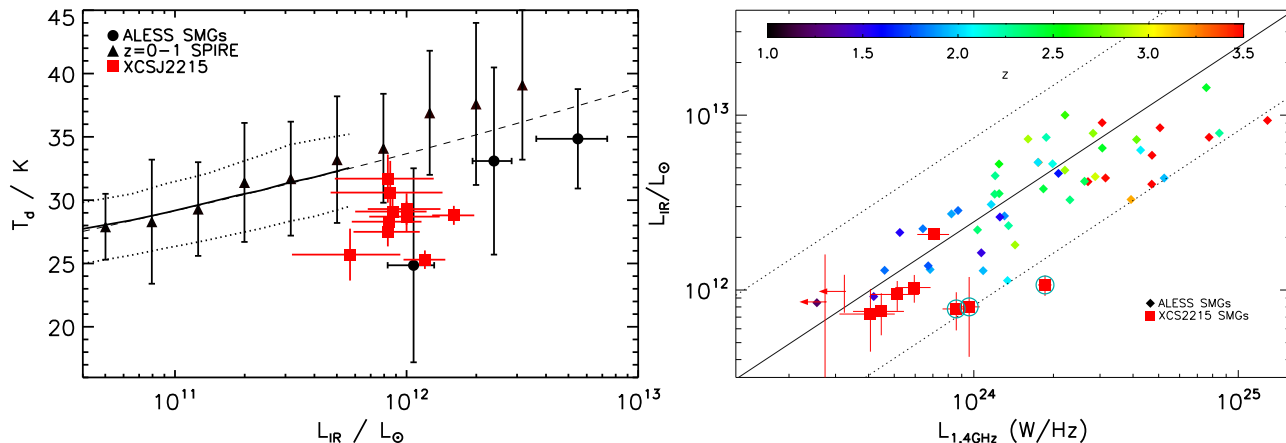 45
40
35
30
25
20
T_d / K
ALESS SMGs
z=0-1 SPIRE
XCSJ2215
10^11
10^12
10^13
L_IR / L_⊙
10^13
10^12
L_IR/L_⊙
1.0
1.5
2.0
2.5
3.0
3.5
z
ALESS SMGs
XCS2215 SMGs
10^24
10^25
L_1.4GHz (W/Hz)